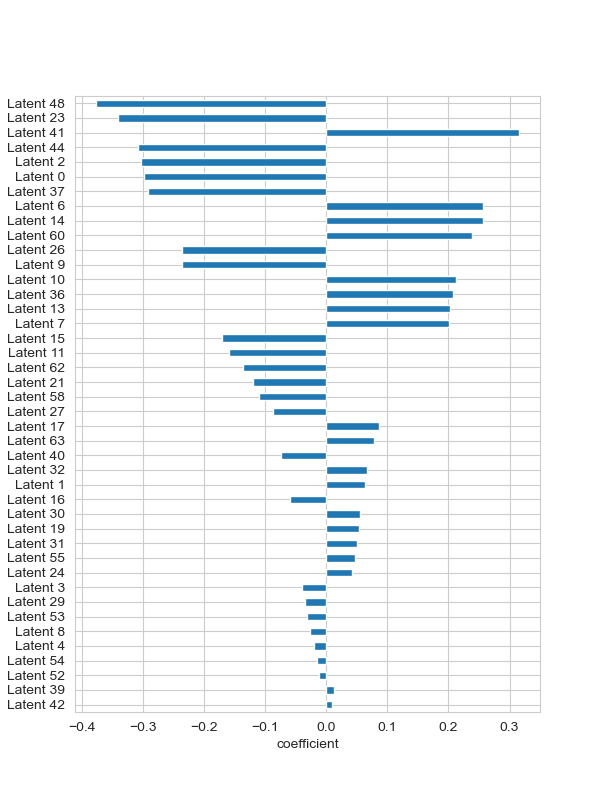 Latent 48
Latent 23
Latent 41
Latent 44
Latent 2
Latent 0
Latent 37
Latent 6
Latent 14
Latent 60
Latent 26
Latent 9
Latent 10
Latent 36
Latent 13
Latent 7
Latent 15
Latent 11
Latent 62
Latent 21
Latent 58
Latent 27
Latent 17
Latent 63
Latent 40
Latent 32
Latent 1
Latent 16
Latent 30
Latent 19
Latent 31
Latent 55
Latent 24
Latent 3
Latent 29
Latent 53
Latent 8
Latent 4
Latent 54
Latent 52
Latent 39
Latent 42
−0.4 −0.3 −0.2 −0.1 0.0 0.1 0.2 0.3
coefficient